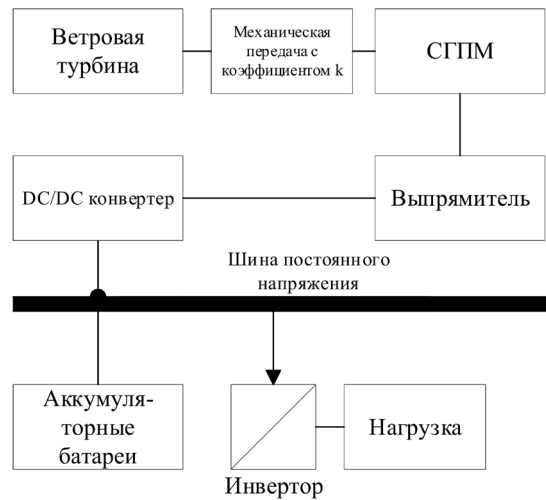 Ветровая
турбина
Механическая
передача с
коэффициентом k
СГПМ
DC/DC конвертер
Выпрямитель
Шина постоянного
напряжения
Аккумуля-
торные
батареи
Инвертор
Нагрузка